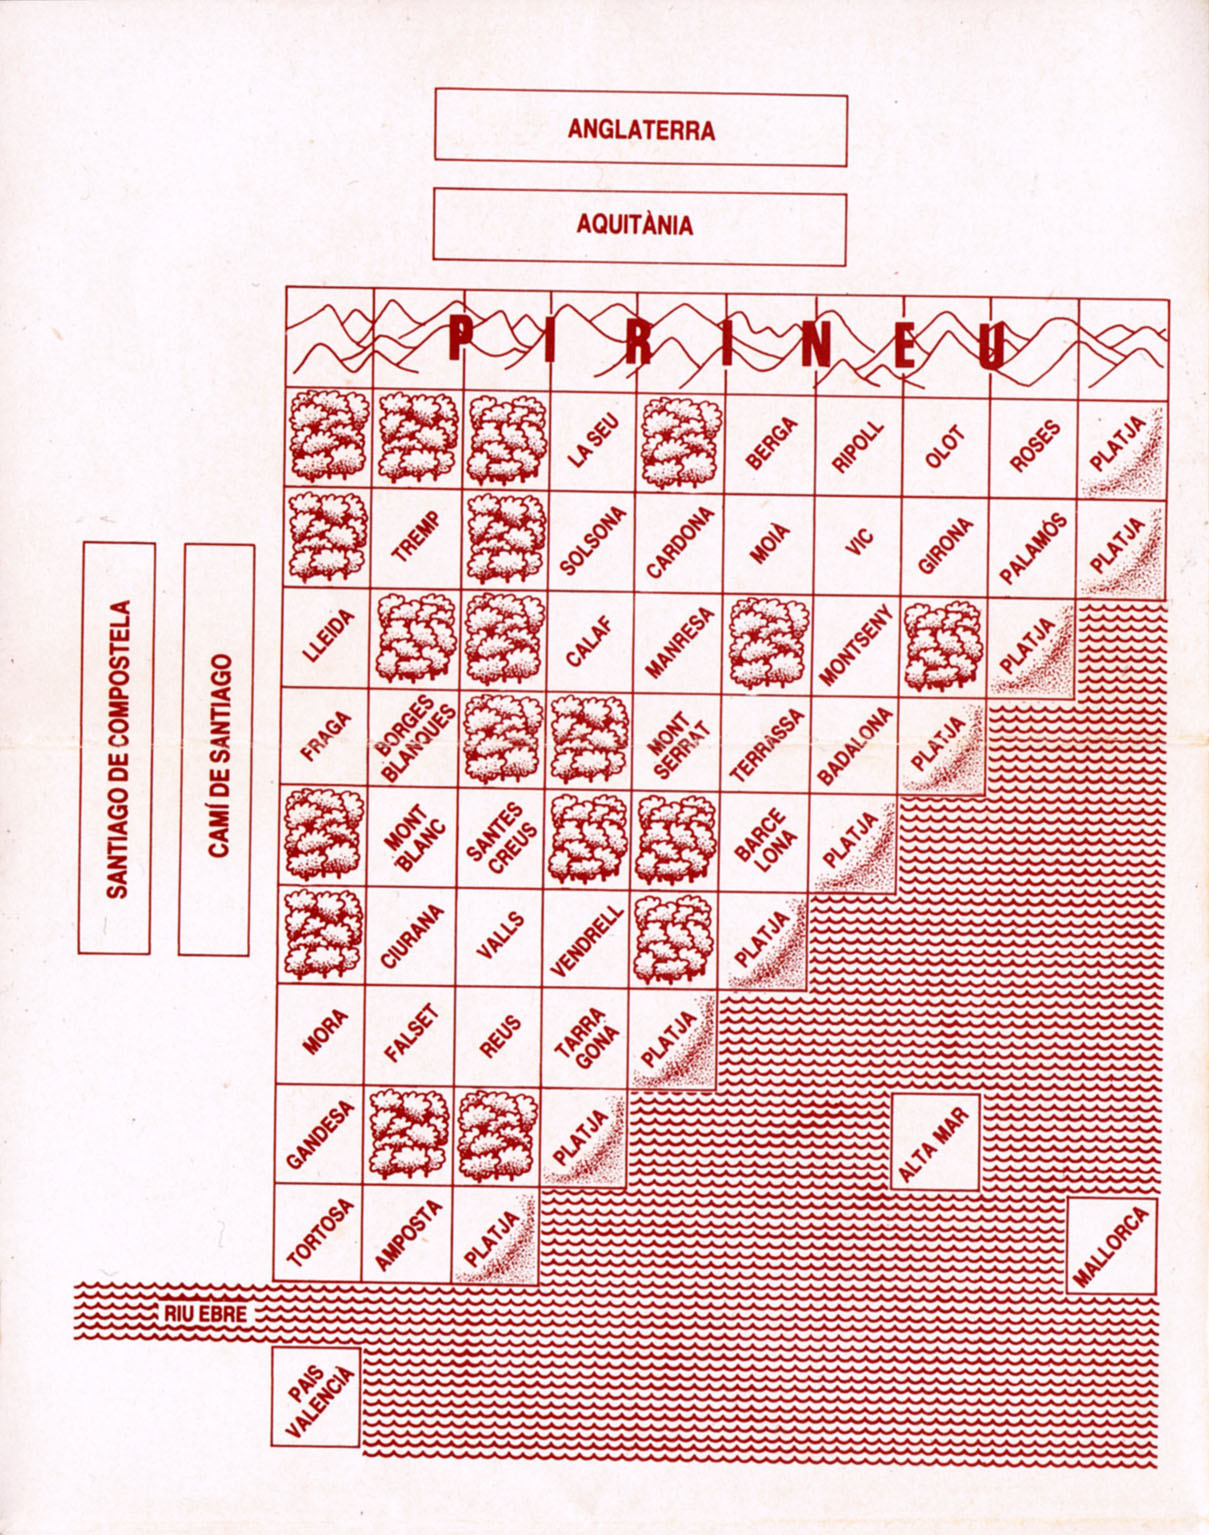 ANGLATERRA
AQUITÀNIA
PIRINEU
LA SEU
BERGA
RIPOLL
OLOT
ROSES
PLATJA
TREMP
SOLSONA
CARDONA
MOIÀ
VIC
GIRONA
PALAMÓS
PLATJA
SANTIAGO DE COMPOSTELA
CAMÍ DE SANTIAGO
LLEIDA
CALAF
MANRESA
MONTSENY
PLATJA
FRAGA
BORGES
BLANQUES
MONT
SERRAT
TERRASSA
BADALONA
PLATJA
MONT
BLANC
SANTES
CREUS
BARCE
LONA
PLATJA
CIURANA
VALLS
VENDRELL
PLATJA
MORA
FALSET
REUS
TARRA
GONA
PLATJA
GANDESA
PLATJA
ALTA MAR
TORTOSA
AMPOSTA
PLATJA
MALLORCA
RIU EBRE
PAIS
VALENCIÀ